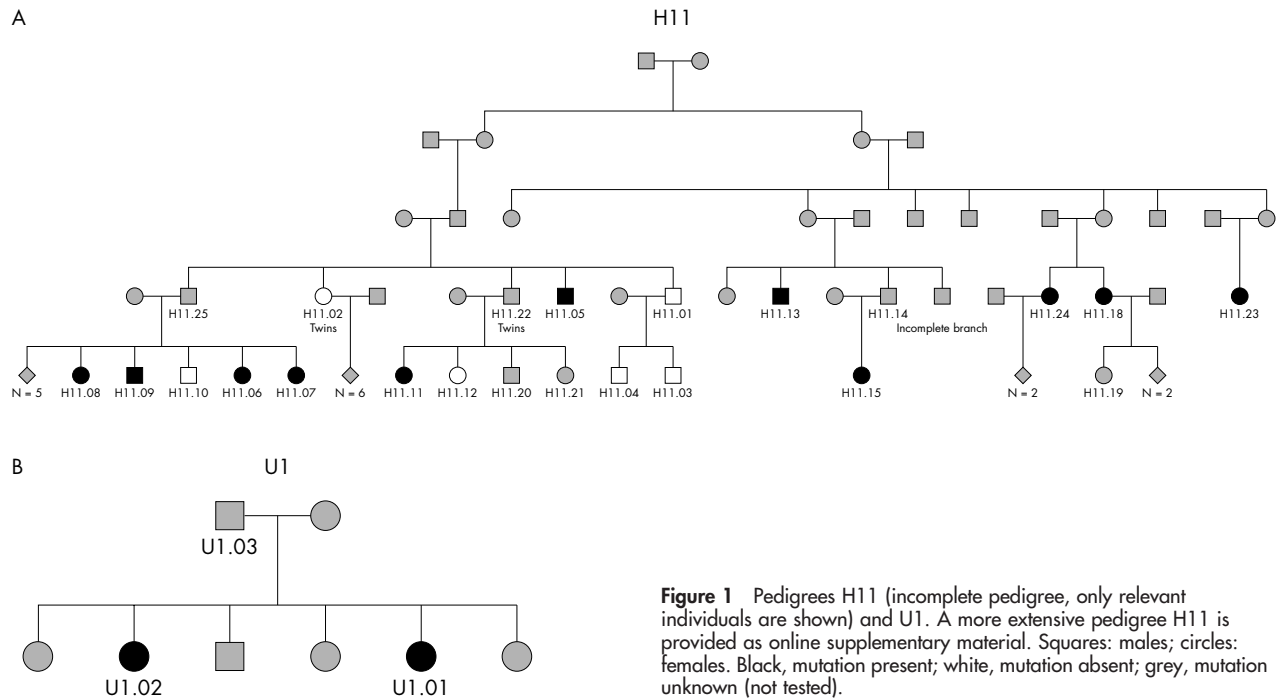 A
H11
H11.25
H11.02
Twins
H11.22
Twins
H11.05
H11.01
H11.13
H11.14
Incomplete branch
H11.24
H11.18
H11.23
N = 5
H11.08
H11.09
H11.10
H11.06
H11.07
N = 6
H11.11
H11.12
H11.20
H11.21
H11.04
H11.03
H11.15
N = 2
H11.19
N = 2
B
U1
U1.03
U1.02
U1.01
Figure 1 Pedigrees H11 (incomplete pedigree, only relevant
individuals are shown) and U1. A more extensive pedigree H11 is
provided as online supplementary material. Squares: males; circles:
females. Black, mutation present; white, mutation absent; grey, mutation
unknown (not tested).